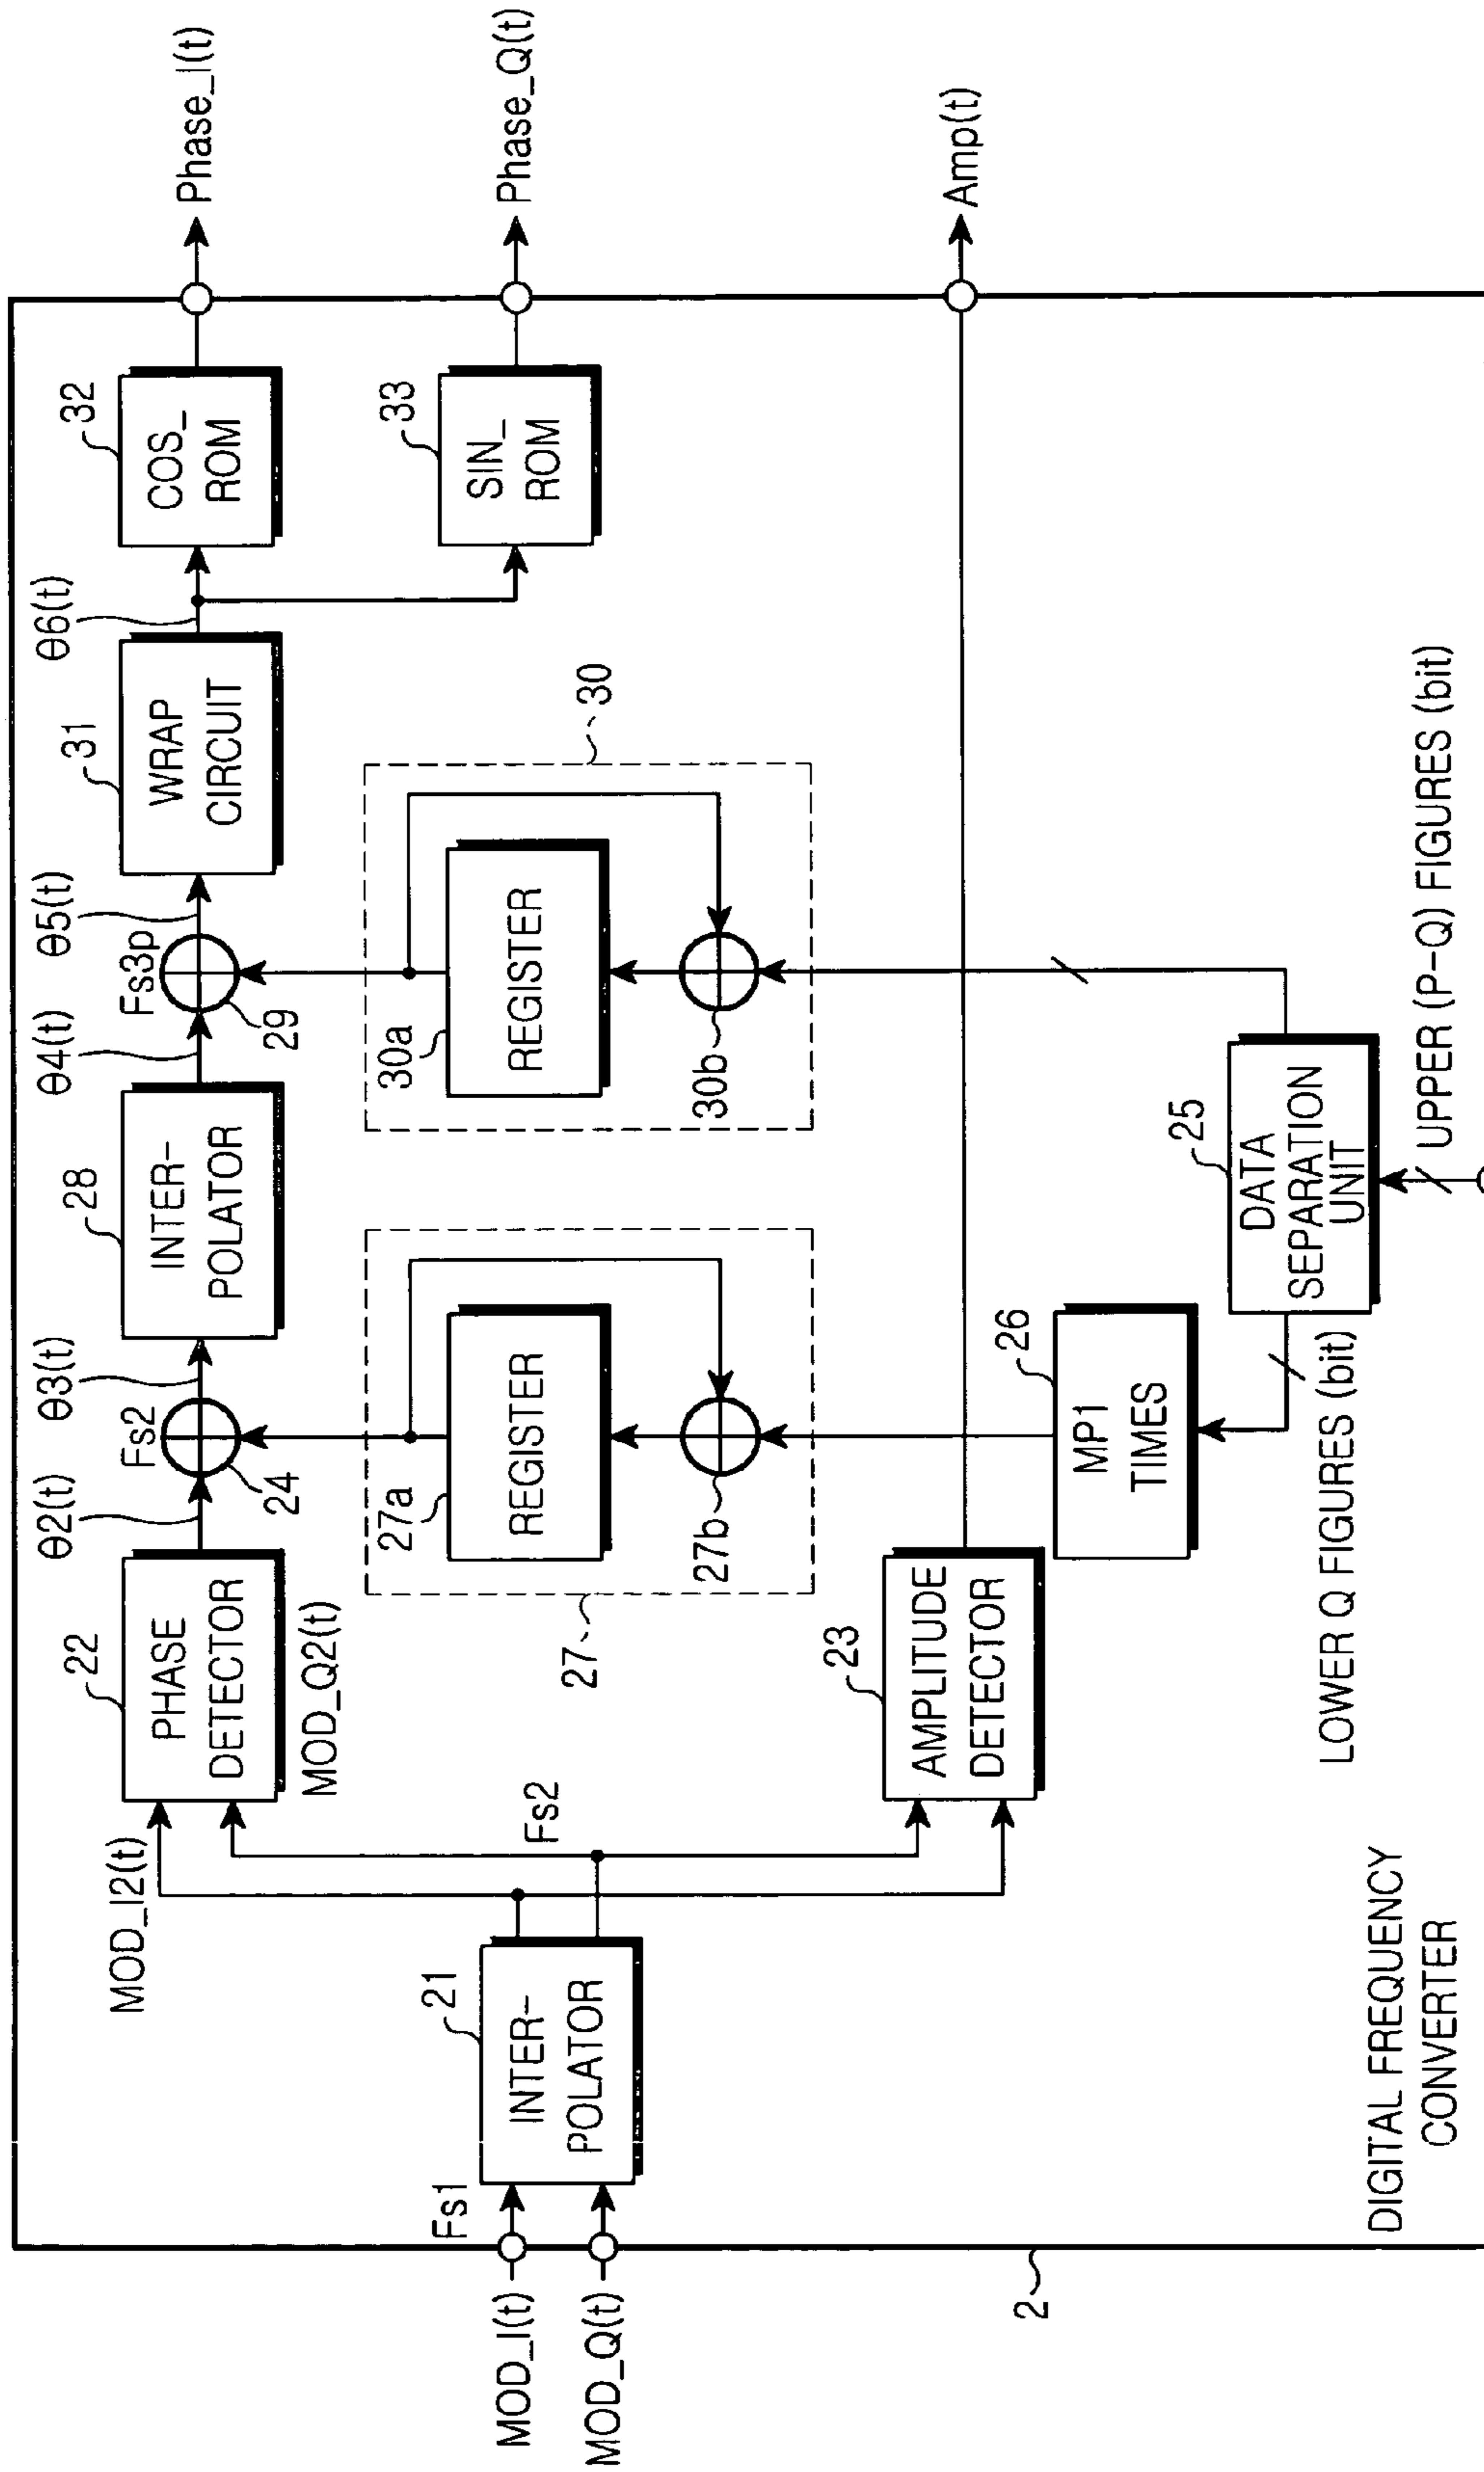 MOD_I(t)
MOD_Q(t)
2
Fs1
21
INTER-
POLATOR
MOD_I2(t)
Fs2
22
PHASE
DETECTOR
MOD_Q2(t)
23
AMPLITUDE
DETECTOR
θ2(t)
Fs2
24
θ3(t)
27
27a
REGISTER
27b
26
MP1
TIMES
LOWER Q FIGURES (bit)
25
DATA
SEPARATION
UNIT
UPPER (P-Q) FIGURES (bit)
28
INTER-
POLATOR
θ4(t)
Fs3p
29
θ5(t)
30
30a
REGISTER
30b
31
WRAP
CIRCUIT
θ6(t)
32
COS_
ROM
33
SIN_
ROM
Phase_I(t)
Phase_Q(t)
Amp(t)
DIGITAL FREQUENCY
CONVERTER